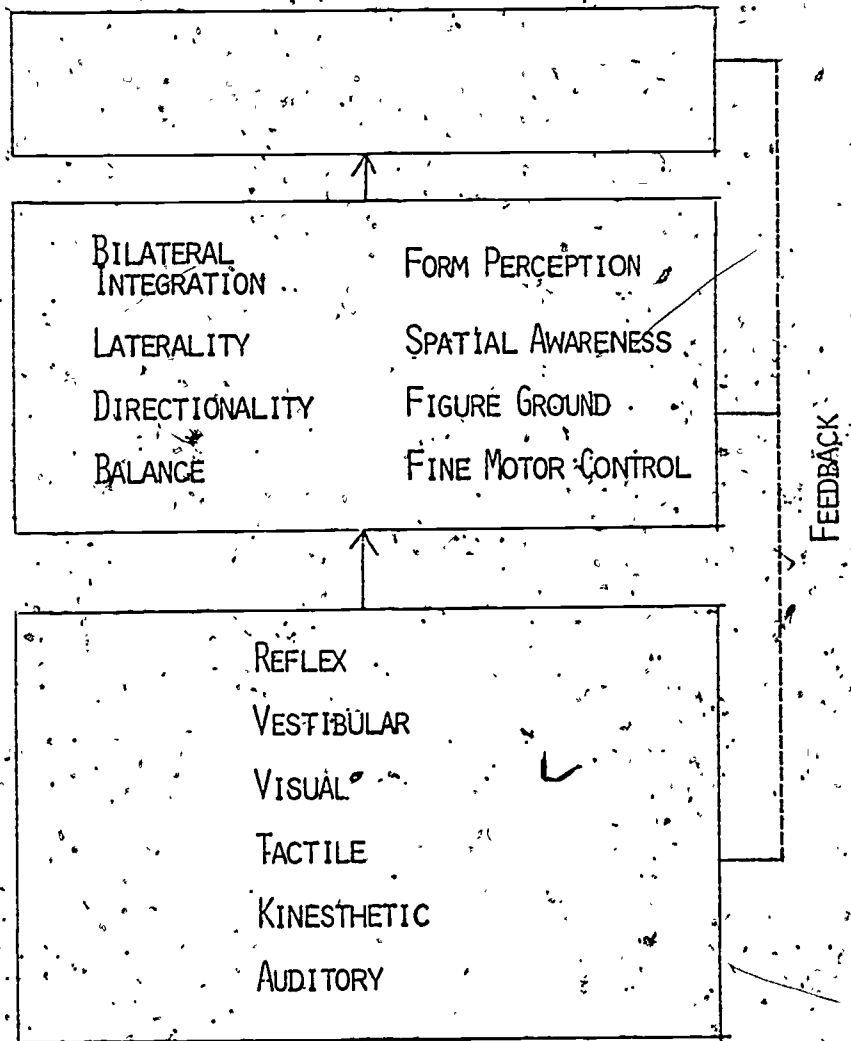 BILATERAL
INTEGRATION
LATERALITY
DIRECTIONALITY
BALANCE
FORM PERCEPTION
SPATIAL AWARENESS
FIGURE GROUND
FINE MOTOR CONTROL
FEEDBACK
REFLEX
VESTIBULAR
VISUAL
TACTILE
KINESTHETIC
AUDITORY